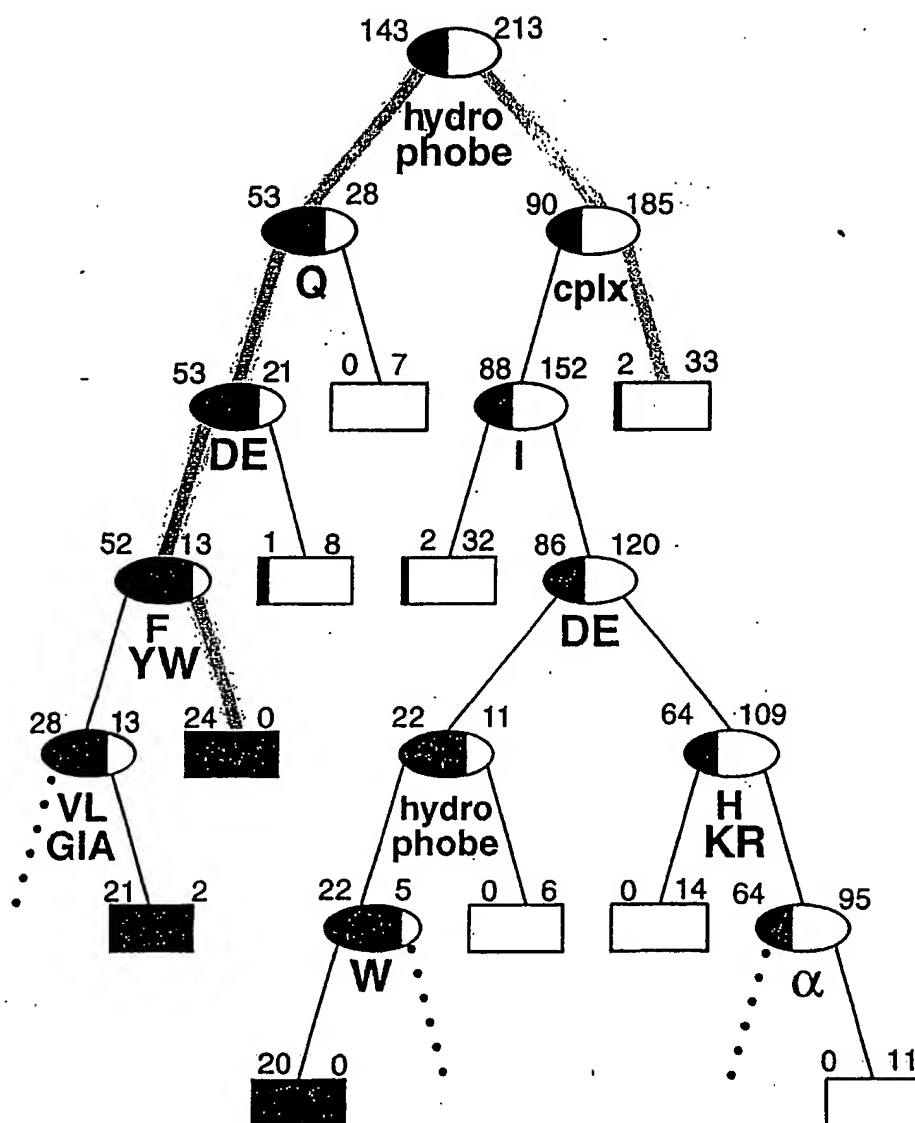 143 213
hydro
phobe
53 28
90 185
Q
cplx
53 21
0 7
88 152
2 33
DE
I
52 13
1 8
2 32
86 120
F
YW
DE
28 13
24 0
22 11
64 109
VL
GIA
hydro
phobe
H
KR
21 2
22 5
0 6
0 14
64 95
W
α
20 0
0 11